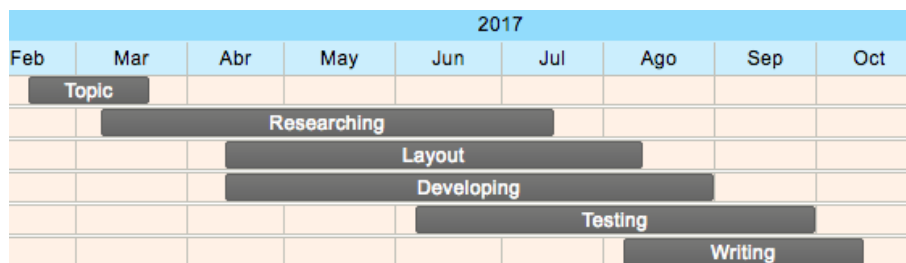 2017
Feb Mar Abr May Jun Jul Ago Sep Oct
Topic
Researching
Layout
Developing
Testing
Writing